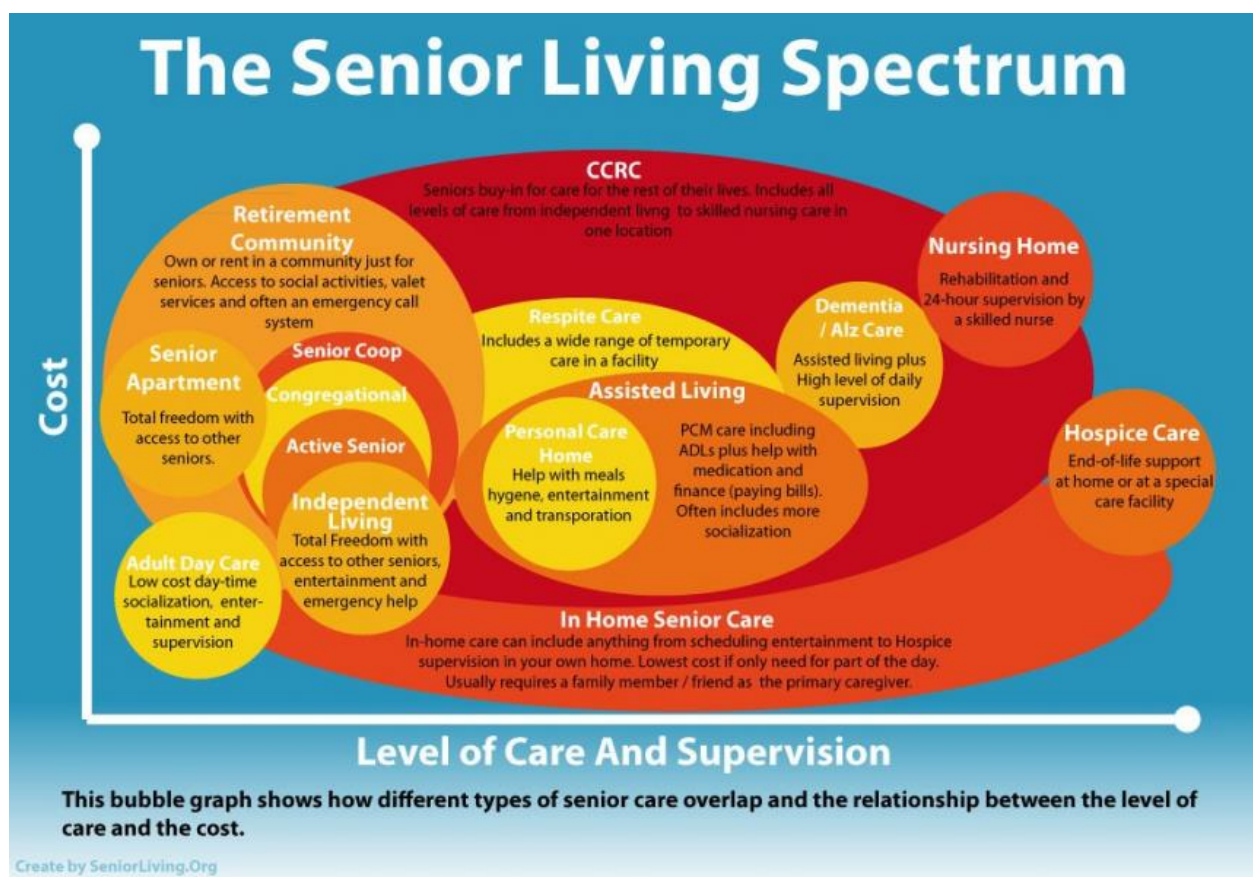 The Senior Living Spectrum
Cost
CCRC
Seniors buy-in for care for the rest of their lives. Includes all
levels of care from independent livng to skilled nursing care in
one location
Retirement
Community
Own or rent in a community just for
seniors. Access to social activities, valet
services and often an emergency call
system
Nursing Home
Rehabilitation and
24-hour supervision by
a skilled nurse
Dementia
/ Alz Care
Assisted living plus
High level of daily
supervision
Respite Care
Includes a wide range of temporary
care in a facility
Senior
Apartment
Total freedom with
access to other
seniors.
Senior Coop
Congregational
Active Senior
Independent
Living
Total Freedom with
access to other seniors,
entertainment and
emergency help
Assisted Living
PCM care including
ADLs plus help with
medication and
finance (paying bills).
Often includes more
socialization
Personal Care
Home
Help with meals
hygene, entertainment
and transporation
Hospice Care
End-of-life support
at home or at a special
care facility
Adult Day Care
Low cost day-time
socialization, enter-
tainment and
supervision
In Home Senior Care
In-home care can include anything from scheduling entertainment to Hospice
supervision in your own home. Lowest cost if only need for part of the day.
Usually requires a family member / friend as the primary caregiver.
Level of Care And Supervision
This bubble graph shows how different types of senior care overlap and the relationship between the level of
care and the cost.
Create by SeniorLiving.Org